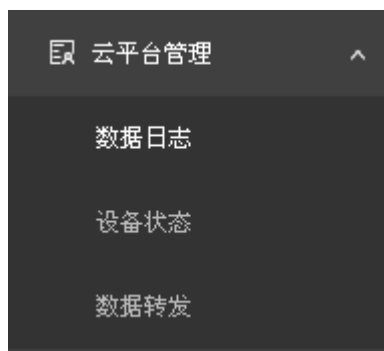 云平台管理
数据日志
设备状态
数据转发